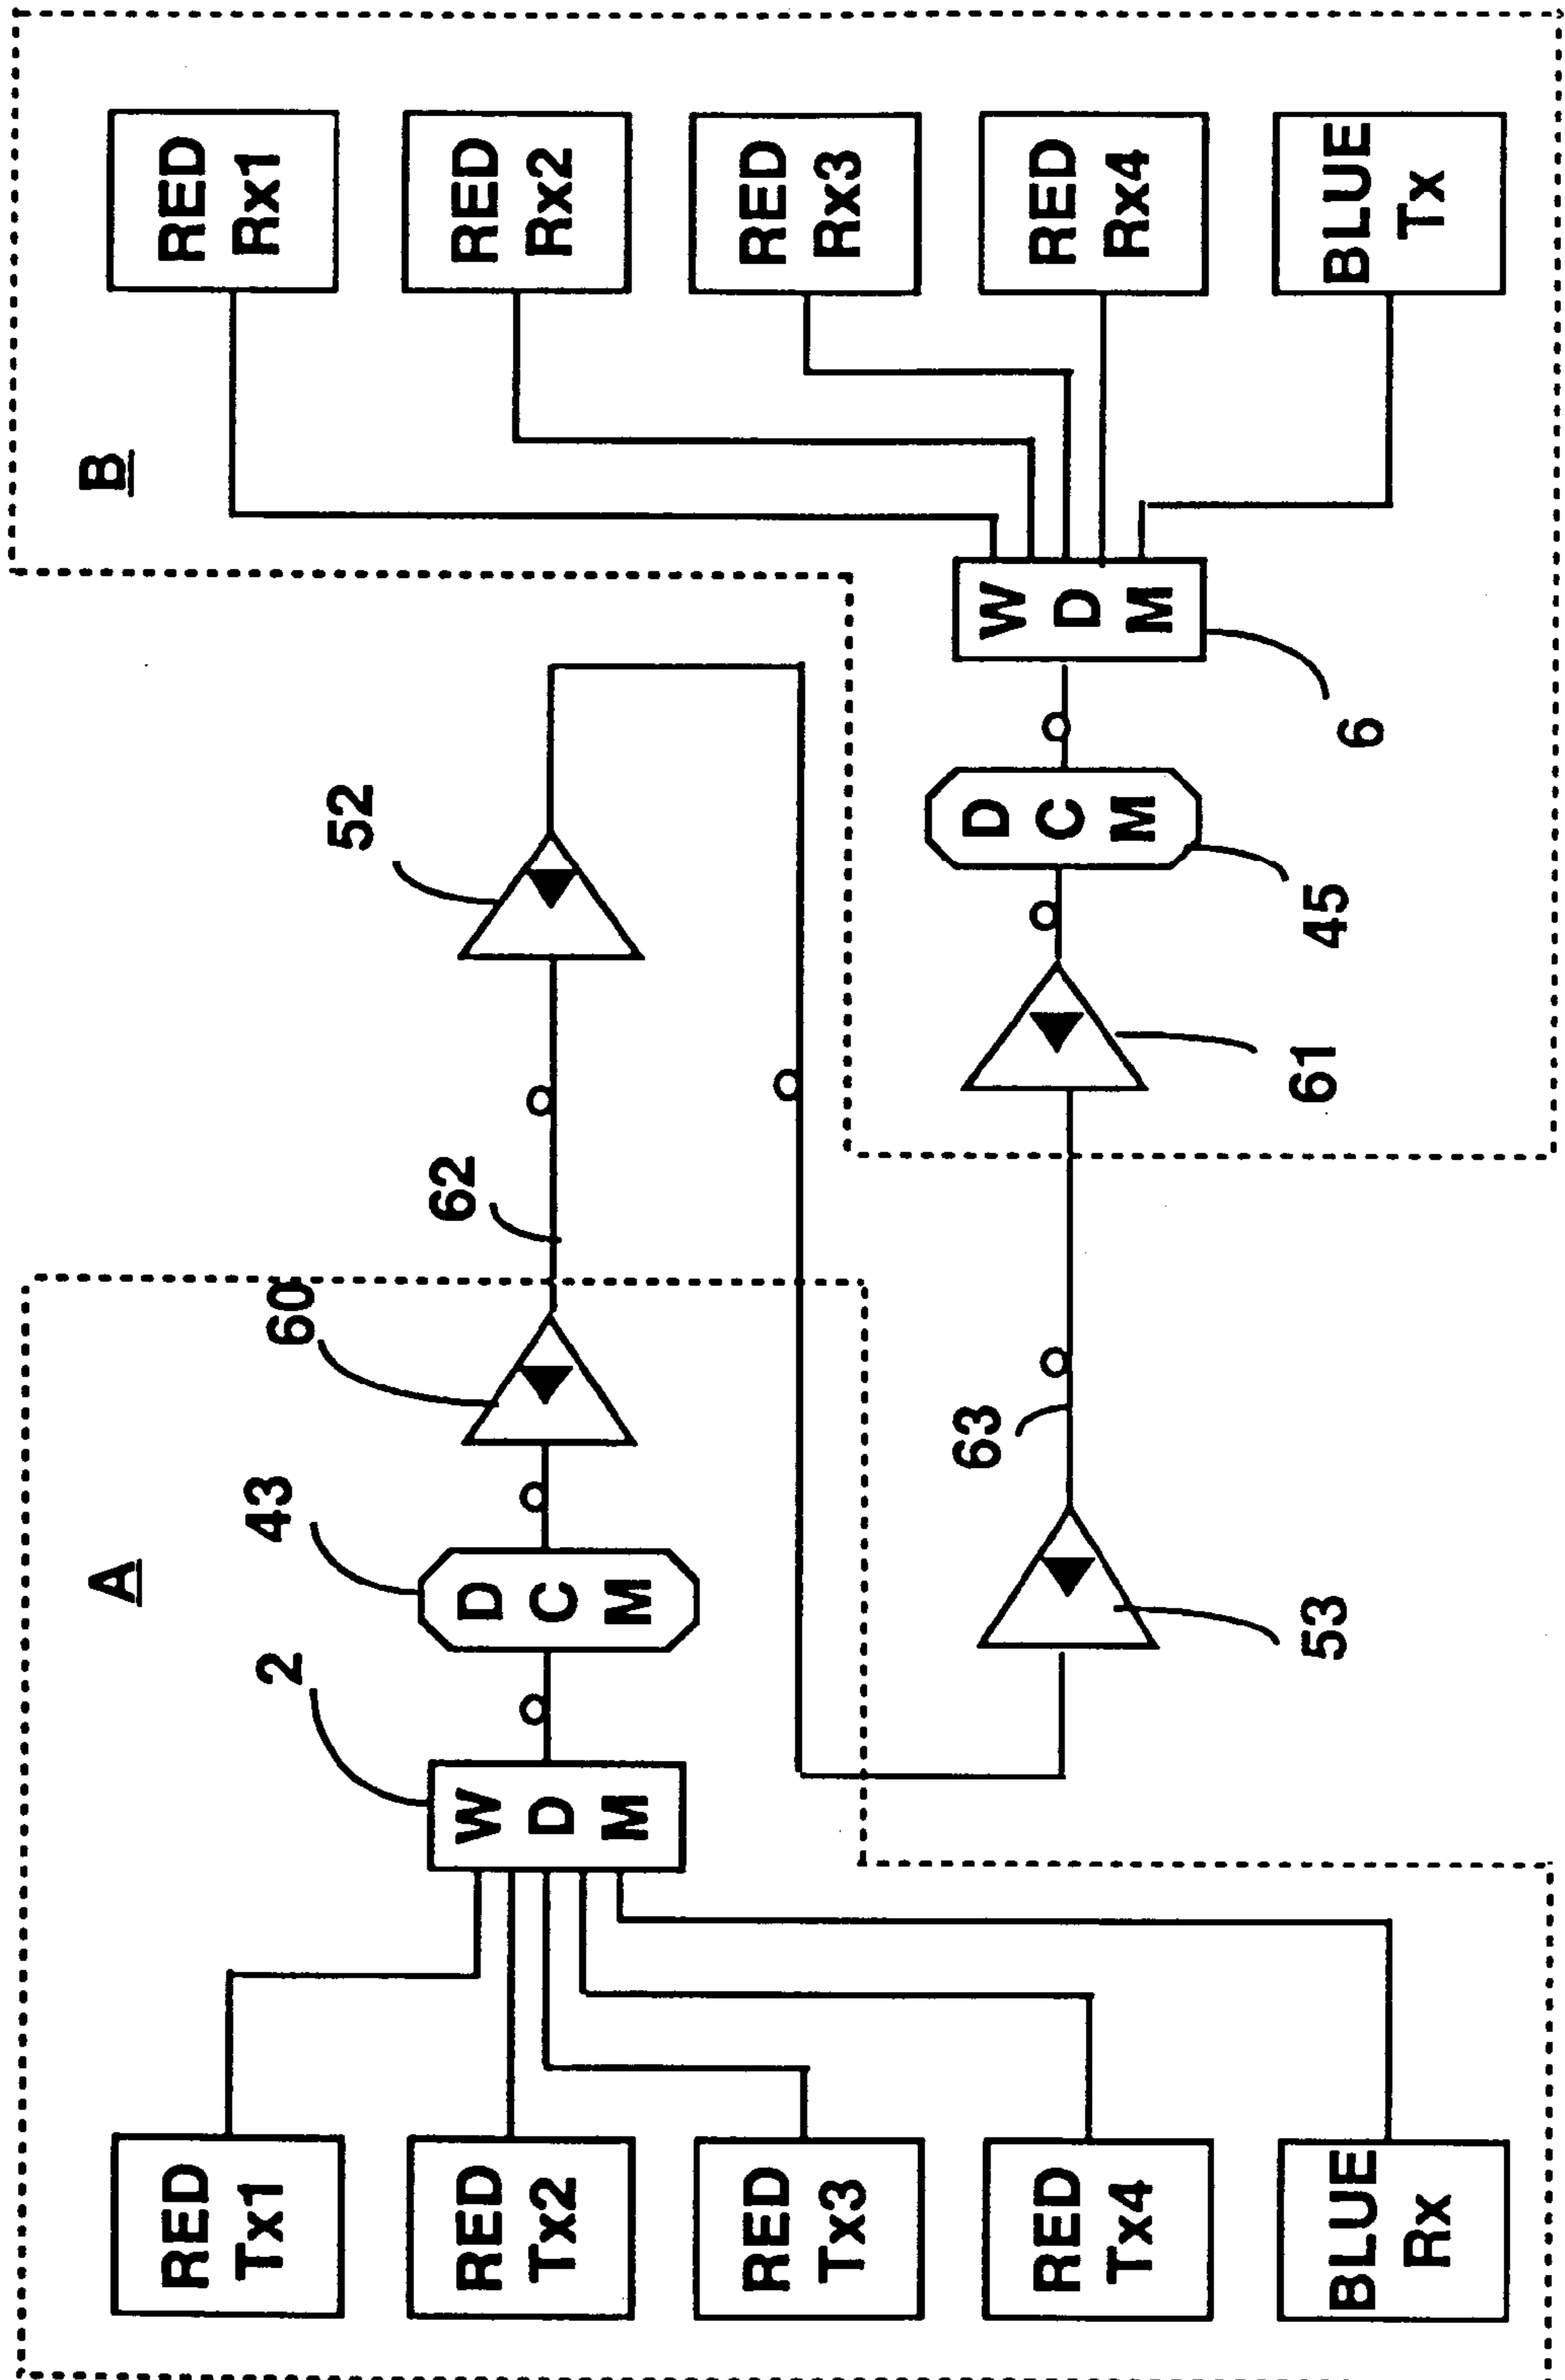 A
B
RED
Tx1
RED
Tx2
RED
Tx3
RED
Tx4
BLUE
Rx
2
W
D
M
43
D
C
M
60
62
52
53
63
61
45
D
C
M
6
W
D
M
RED
Rx1
RED
Rx2
RED
Rx3
RED
Rx4
BLUE
Tx